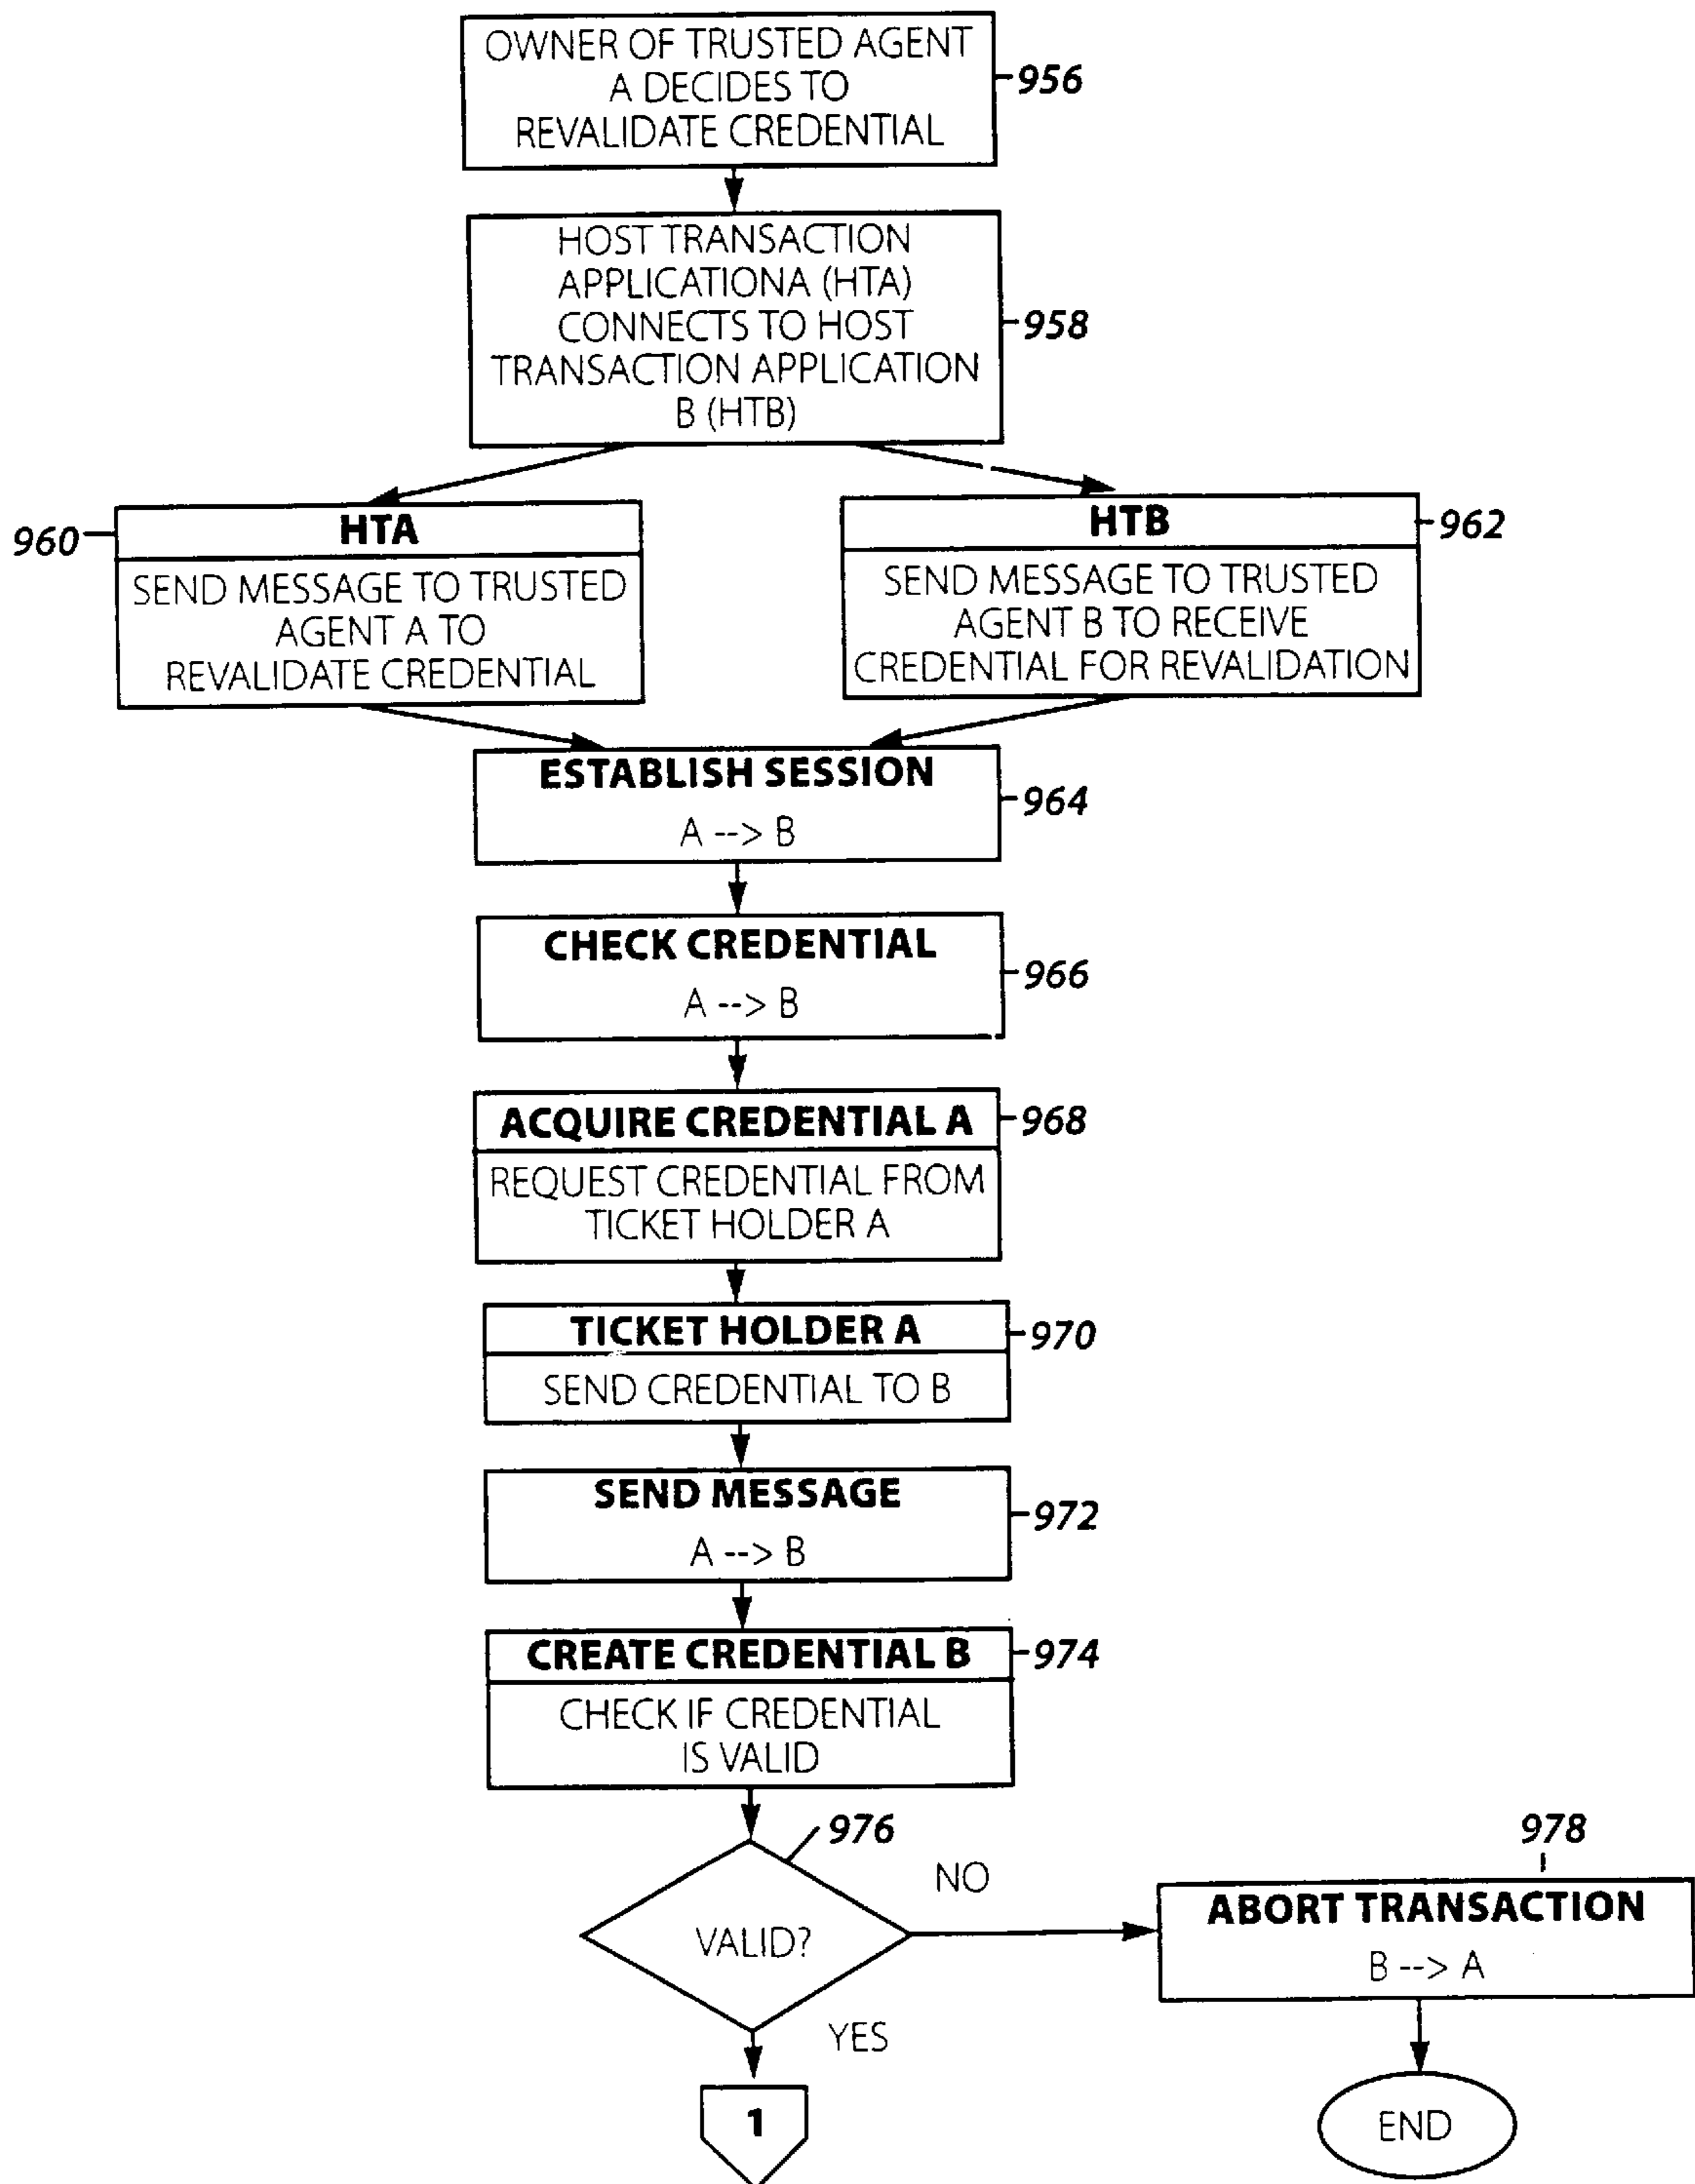 OWNER OF TRUSTED AGENT
A DECIDES TO
REVALIDATE CREDENTIAL
956
HOST TRANSACTION
APPLICATIONA (HTA)
CONNECTS TO HOST
TRANSACTION APPLICATION
B (HTB)
958
960
HTA
SEND MESSAGE TO TRUSTED
AGENT A TO
REVALIDATE CREDENTIAL
HTB
962
SEND MESSAGE TO TRUSTED
AGENT B TO RECEIVE
CREDENTIAL FOR REVALIDATION
ESTABLISH SESSION
A --> B
964
CHECK CREDENTIAL
A --> B
966
ACQUIRE CREDENTIAL A
968
REQUEST CREDENTIAL FROM
TICKET HOLDER A
TICKET HOLDER A
970
SEND CREDENTIAL TO B
SEND MESSAGE
972
A --> B
CREATE CREDENTIAL B
974
CHECK IF CREDENTIAL
IS VALID
976
VALID?
NO
978
ABORT TRANSACTION
B --> A
YES
1
END